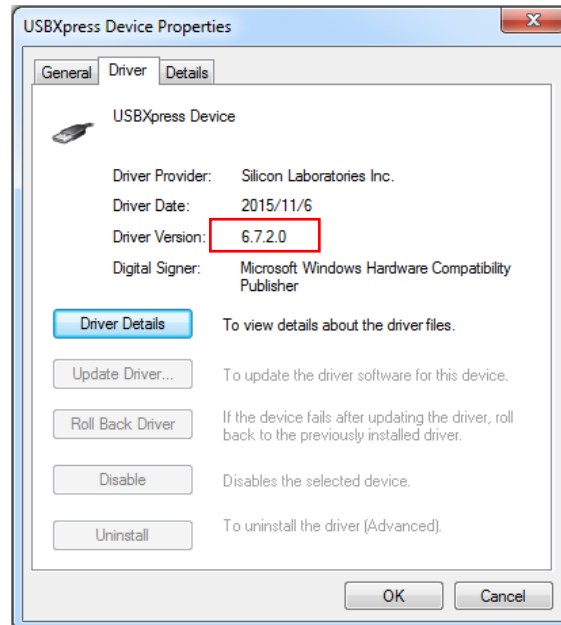 USBXpress Device Properties
General Driver Details
USBXpress Device
Driver Provider: Silicon Laboratories Inc.
Driver Date: 2015/11/6
Driver Version: 6.7.2.0
Digital Signer: Microsoft Windows Hardware Compatibility
Publisher
Driver Details To view details about the driver files.
Update Driver... To update the driver software for this device.
Roll Back Driver If the device fails after updating the driver, roll
back to the previously installed driver.
Disable Disables the selected device.
Uninstall To uninstall the driver (Advanced).
OK Cancel